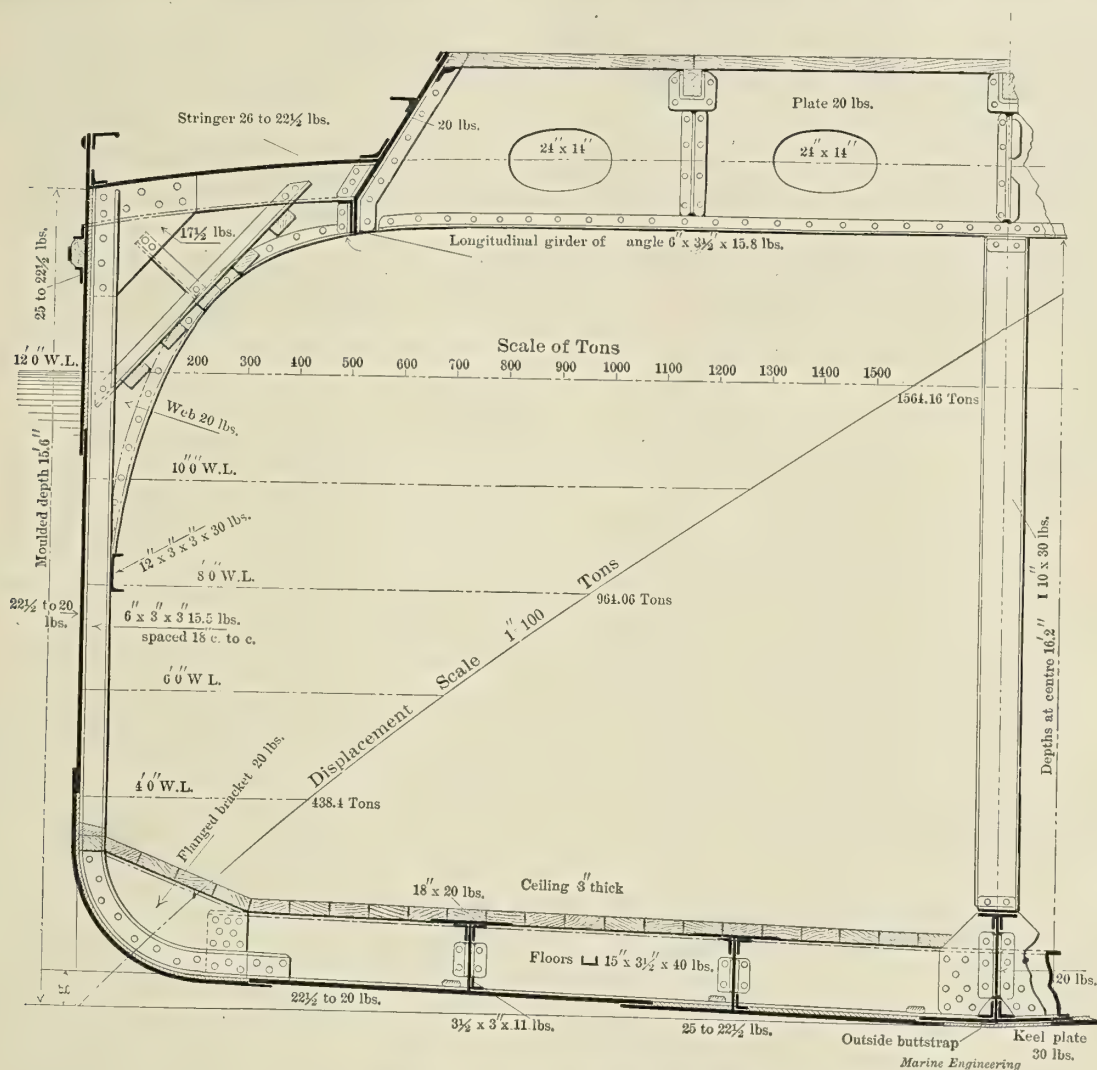 Stringer 26 to 22½ lbs.
20 lbs.
Plate 20 lbs.
24" x 14"
24" x 14"
17½ lbs.
Longitudinal girder of angle 6" x 3½" x 15.8 lbs.
25 to 22½ lbs.
12' 0" W.L.
Scale of Tons
200 300 400 500 600 700 800 900 1000 1100 1200 1300 1400 1500
1564.16 Tons
Web 20 lbs.
10' 0" W.L.
Moulded depth 15'.6"
12" x 3" x 3" x 30 lbs.
8' 0" W.L.
Tons
964.06 Tons
I 10" x 30 lbs.
22½ to 20
lbs.
6" x 3" x 3" 15.5 lbs.
spaced 18" c. to c.
1" 100
Scale
Depths at centre 16'.2"
6' 0" W L.
Displacement
4' 0" W.L.
438.4 Tons
Flanged bracket 20 lbs.
18" x 20 lbs.
Ceiling 3" thick
Floors 15" x 3½" x 40 lbs.
20 lbs.
22½ to 20 lbs.
3½ x 3" x 11 lbs.
25 to 22½ lbs.
Outside buttstrap
Keel plate
30 lbs.
Marine Engineering